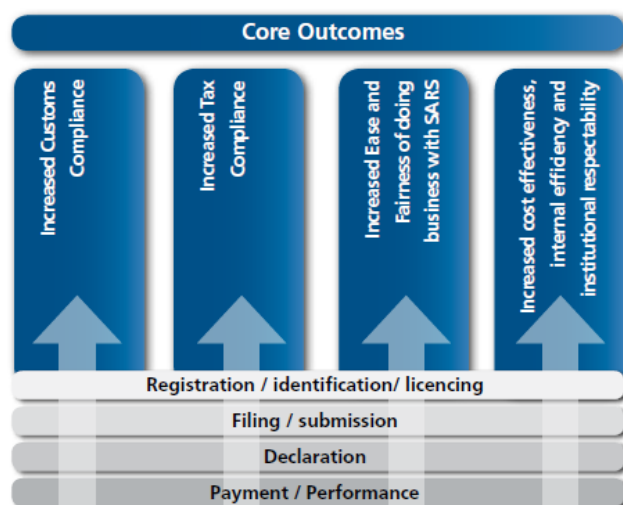 Core Outcomes
Increased Customs
Compliance
Increased Tax
Compliance
Increased Ease and
Fairness of doing
business with SARS
Increased cost effectiveness,
internal efficiency and
institutional respectability
Registration / identification/ licencing
Filing / submission
Declaration
Payment / Performance